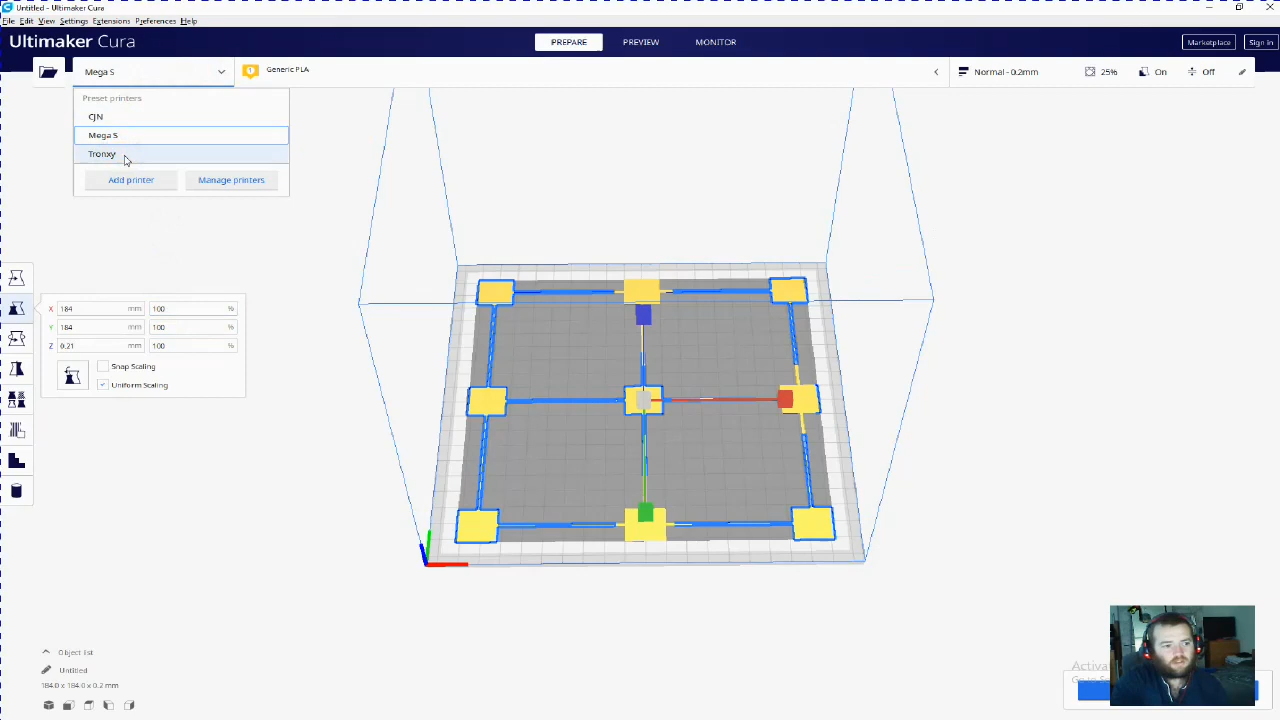 Untitled - Ultimaker Cura
File Edit View Settings Extensions Preferences Help
Ultimaker Cura
PREPARE
PREVIEW
MONITOR
Marketplace
Sign in
Mega S
Generic PLA
Normal - 0.2mm
25%
On
Off
Preset printers
CJN
Mega S
Tronxy
Add printer
Manage printers
X 184 mm 100 %
Y 184 mm 100 %
Z 0.21 mm 100 %
Snap Scaling
Uniform Scaling
Object list
Untitled
184.0 x 184.0 x 0.2 mm